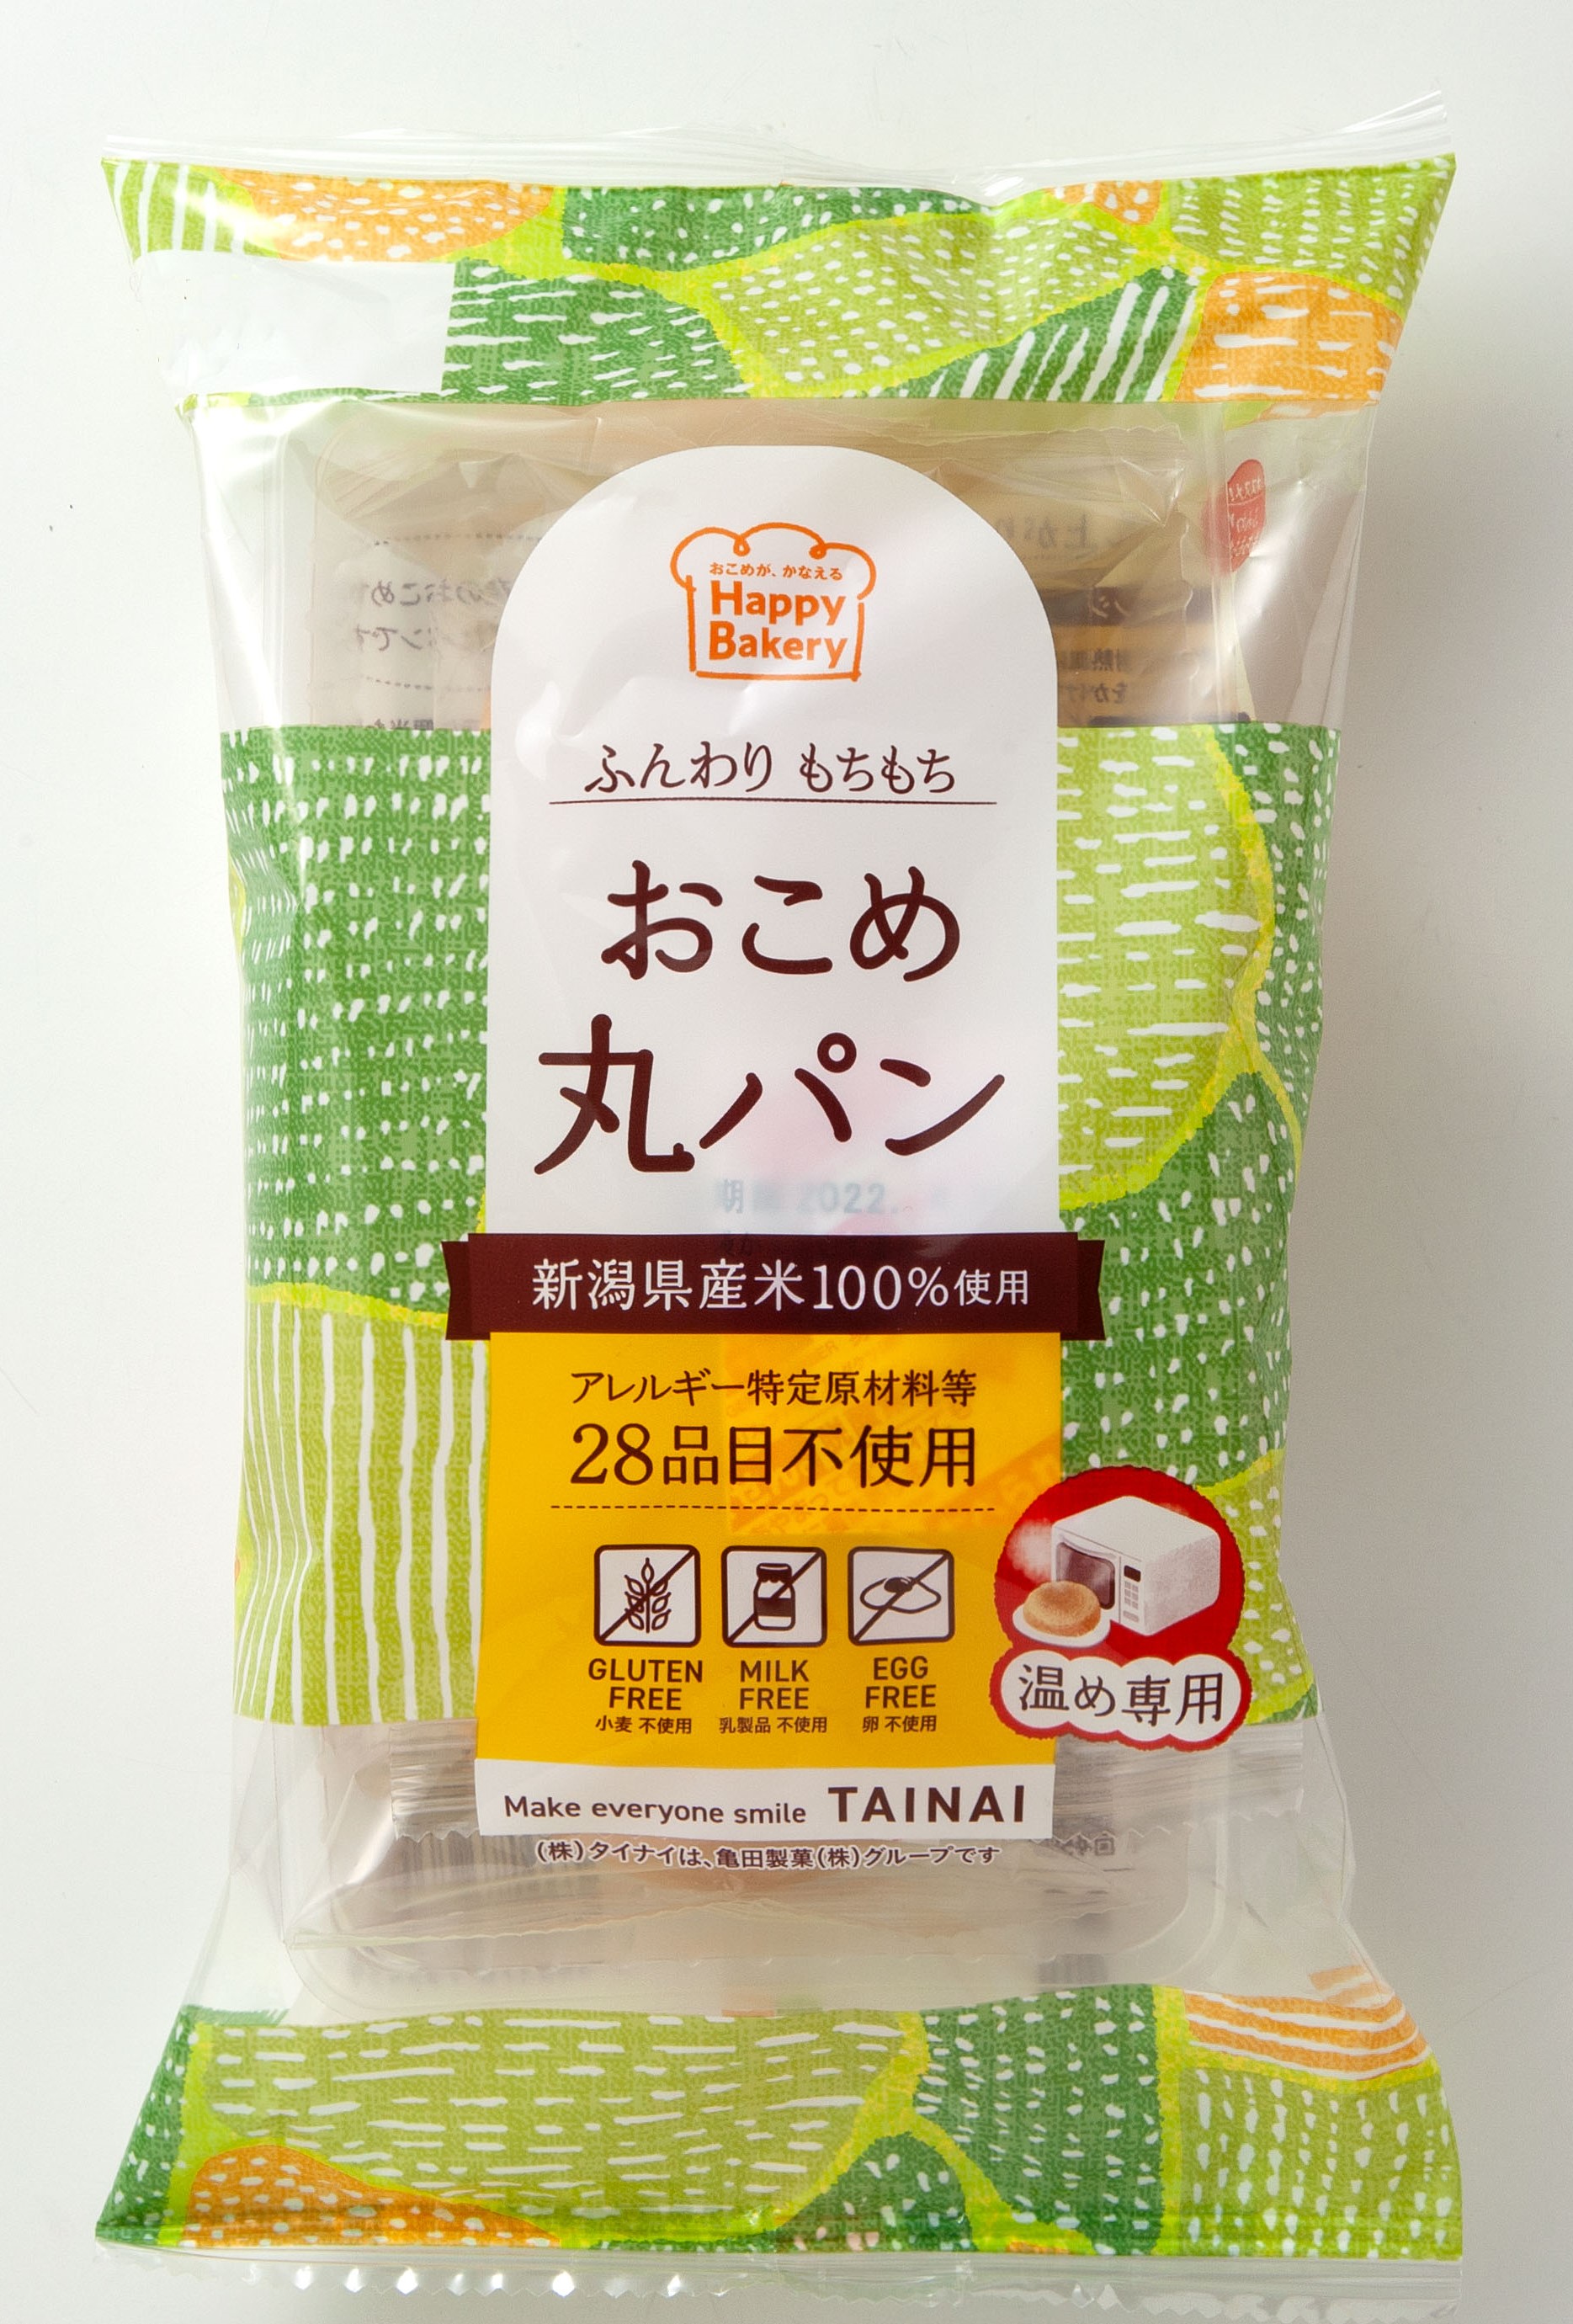 おこめが、かなえる
Happy
Bakery
ふんわり もちもち
おこめ
丸パン
2022.
新潟県産米100%使用
アレルギー特定原材料等
28品目不使用
GLUTEN FREE
小麦 不使用
MILK FREE
乳製品 不使用
EGG FREE
卵 不使用
温め専用
Make everyone smile TAINAI
(株)タイナイは、亀田製菓(株)グループです